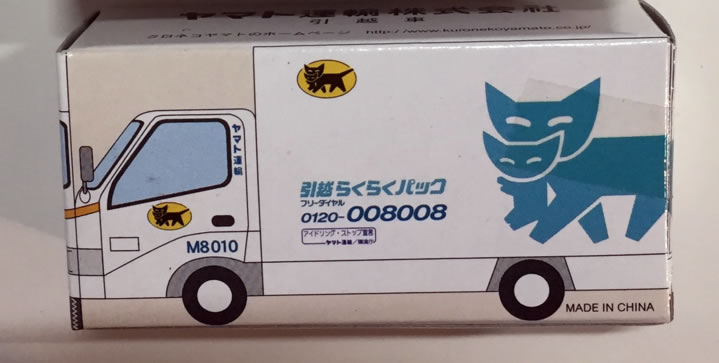 ヤマト運輸株式会社
引越車
クロネコヤマトのホームページ http://www.kuronekoyamato.co.jp/
ヤマト運輸
M8010
引越らくらくパック
フリーダイヤル
0120-008008
アイドリング・ストップ宣言
ヤマト運輸
MADE IN CHINA